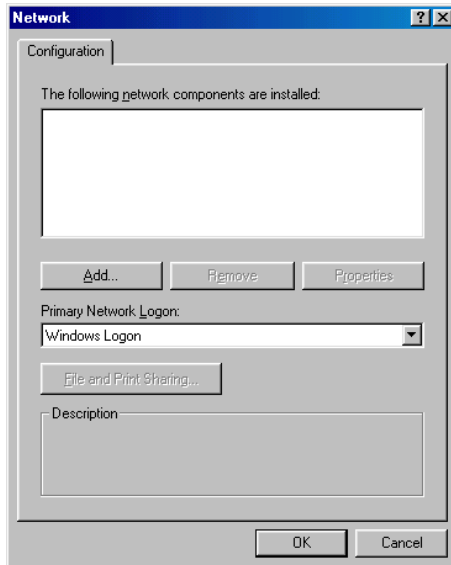 Network
Configuration
The following network components are installed:
Add...
Remove
Properties
Primary Network Logon:
Windows Logon
File and Print Sharing...
Description
OK
Cancel